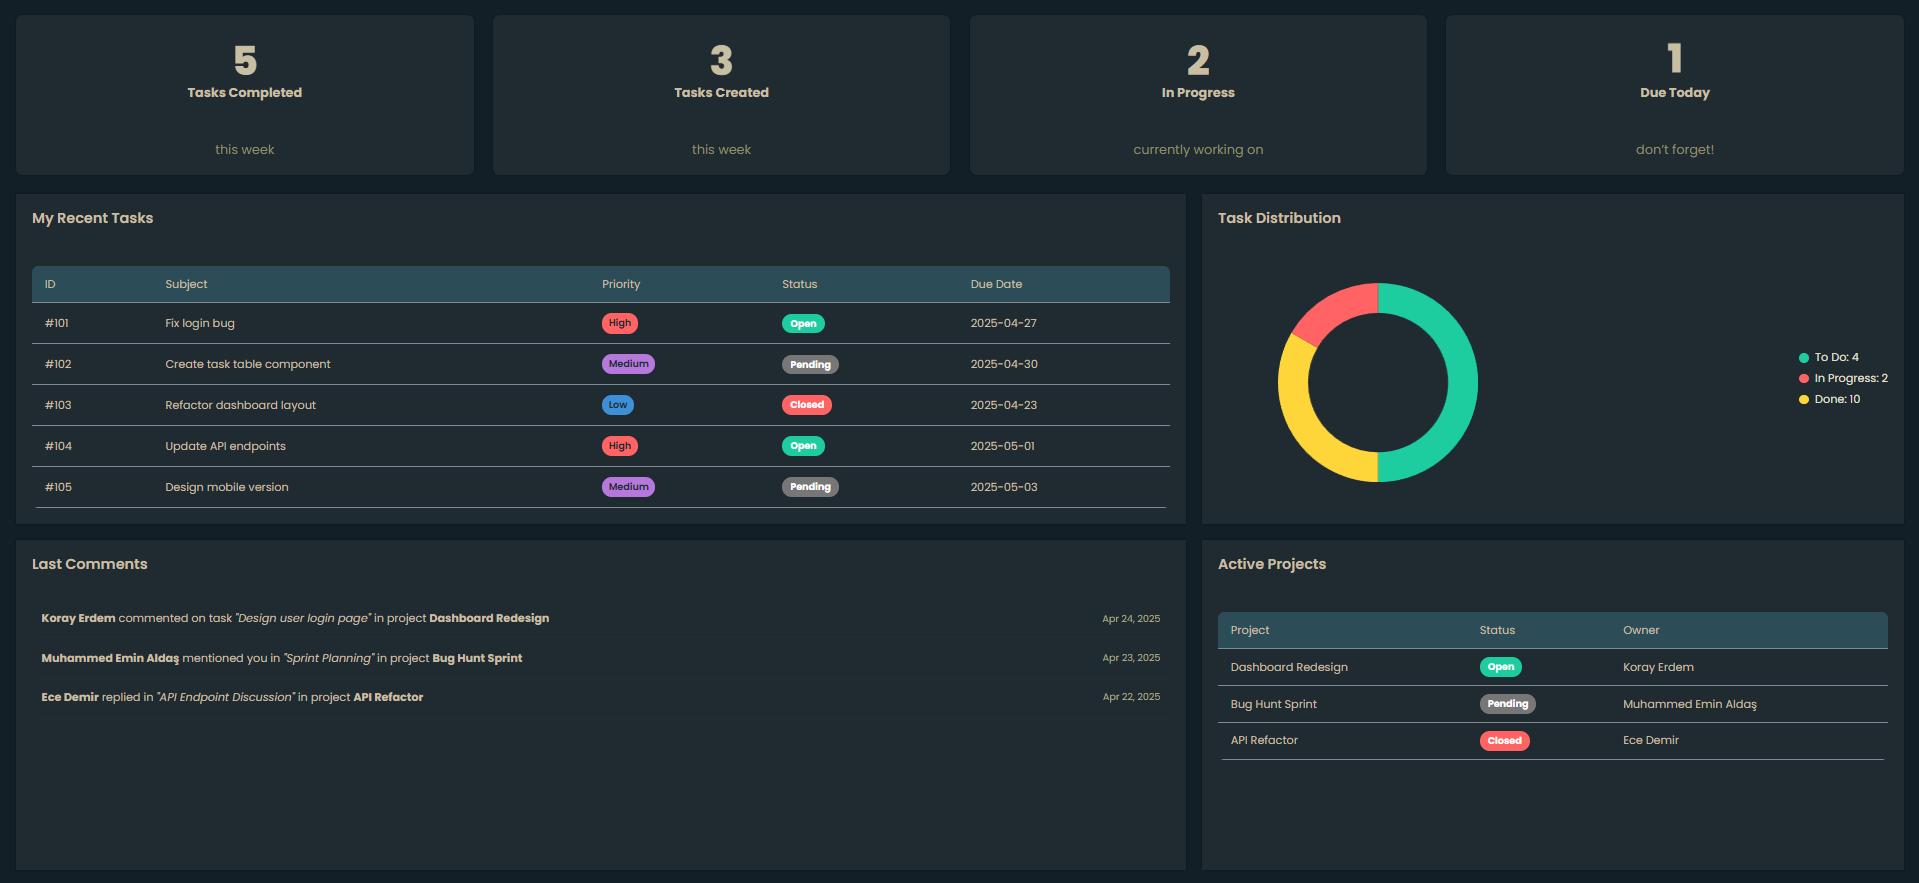 5
Tasks Completed
this week
3
Tasks Created
this week
2
In Progress
currently working on
1
Due Today
don't forget!
My Recent Tasks
ID Subject Priority Status Due Date
#101 Fix login bug High Open 2025-04-27
#102 Create task table component Medium Pending 2025-04-30
#103 Refactor dashboard layout Low Closed 2025-04-23
#104 Update API endpoints High Open 2025-05-01
#105 Design mobile version Medium Pending 2025-05-03
Task Distribution
To Do: 4
In Progress: 2
Done: 10
Last Comments
Koray Erdem commented on task "Design user login page" in project Dashboard Redesign Apr 24, 2025
Muhammed Emin Aldaş mentioned you in "Sprint Planning" in project Bug Hunt Sprint Apr 23, 2025
Ece Demir replied in "API Endpoint Discussion" in project API Refactor Apr 22, 2025
Active Projects
Project Status Owner
Dashboard Redesign Open Koray Erdem
Bug Hunt Sprint Pending Muhammed Emin Aldaş
API Refactor Closed Ece Demir